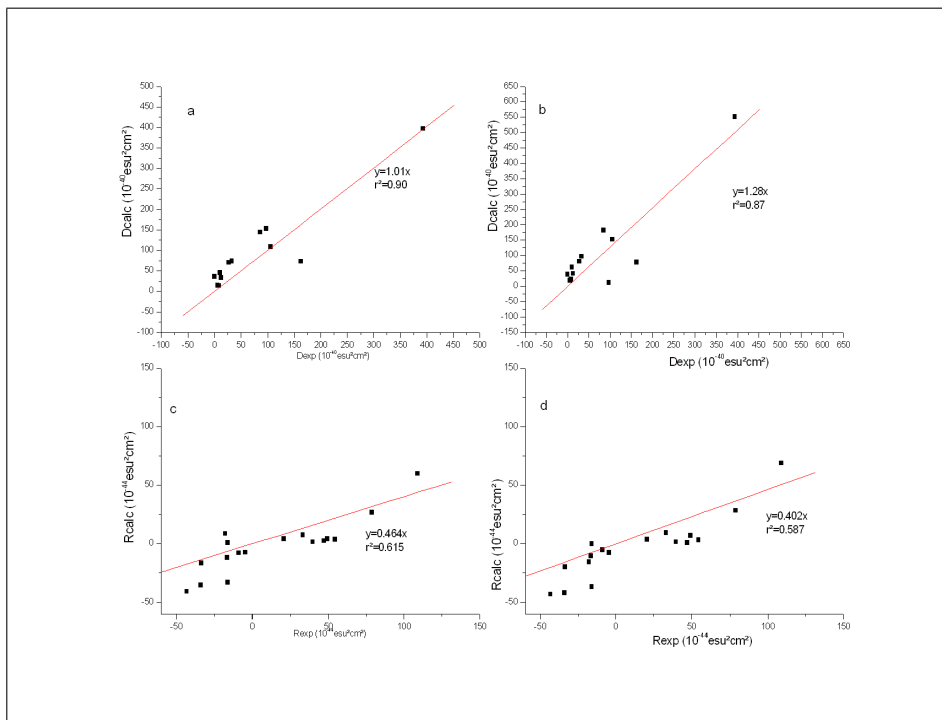 a
500
450
400
350
300
250
200
150
100
50
0
-50
-100
Dcalc (10⁻⁴⁰esu²cm²)
y=1.01x
r²=0.90
-100 -50 0 50 100 150 200 250 300 350 400 450 500
Dexp (10⁻⁴⁰esu²cm²)
b
650
600
550
500
450
400
350
300
250
200
150
100
50
0
-50
-100
-150
Dcalc (10⁻⁴⁰esu²cm²)
y=1.28x
r²=0.87
-100 -50 0 50 100 150 200 250 300 350 400 450 500 550 600 650
Dexp (10⁻⁴⁰esu²cm²)
c
150
100
50
0
-50
Rcalc (10⁻⁴⁴esu²cm²)
y=0.464x
r²=0.615
-50 0 50 100 150
Rexp (10⁻⁴⁴esu²cm²)
d
150
100
50
0
-50
Rcalc (10⁻⁴⁴esu²cm²)
y=0.402x
r²=0.587
-50 0 50 100 150
Rexp (10⁻⁴⁴esu²cm²)